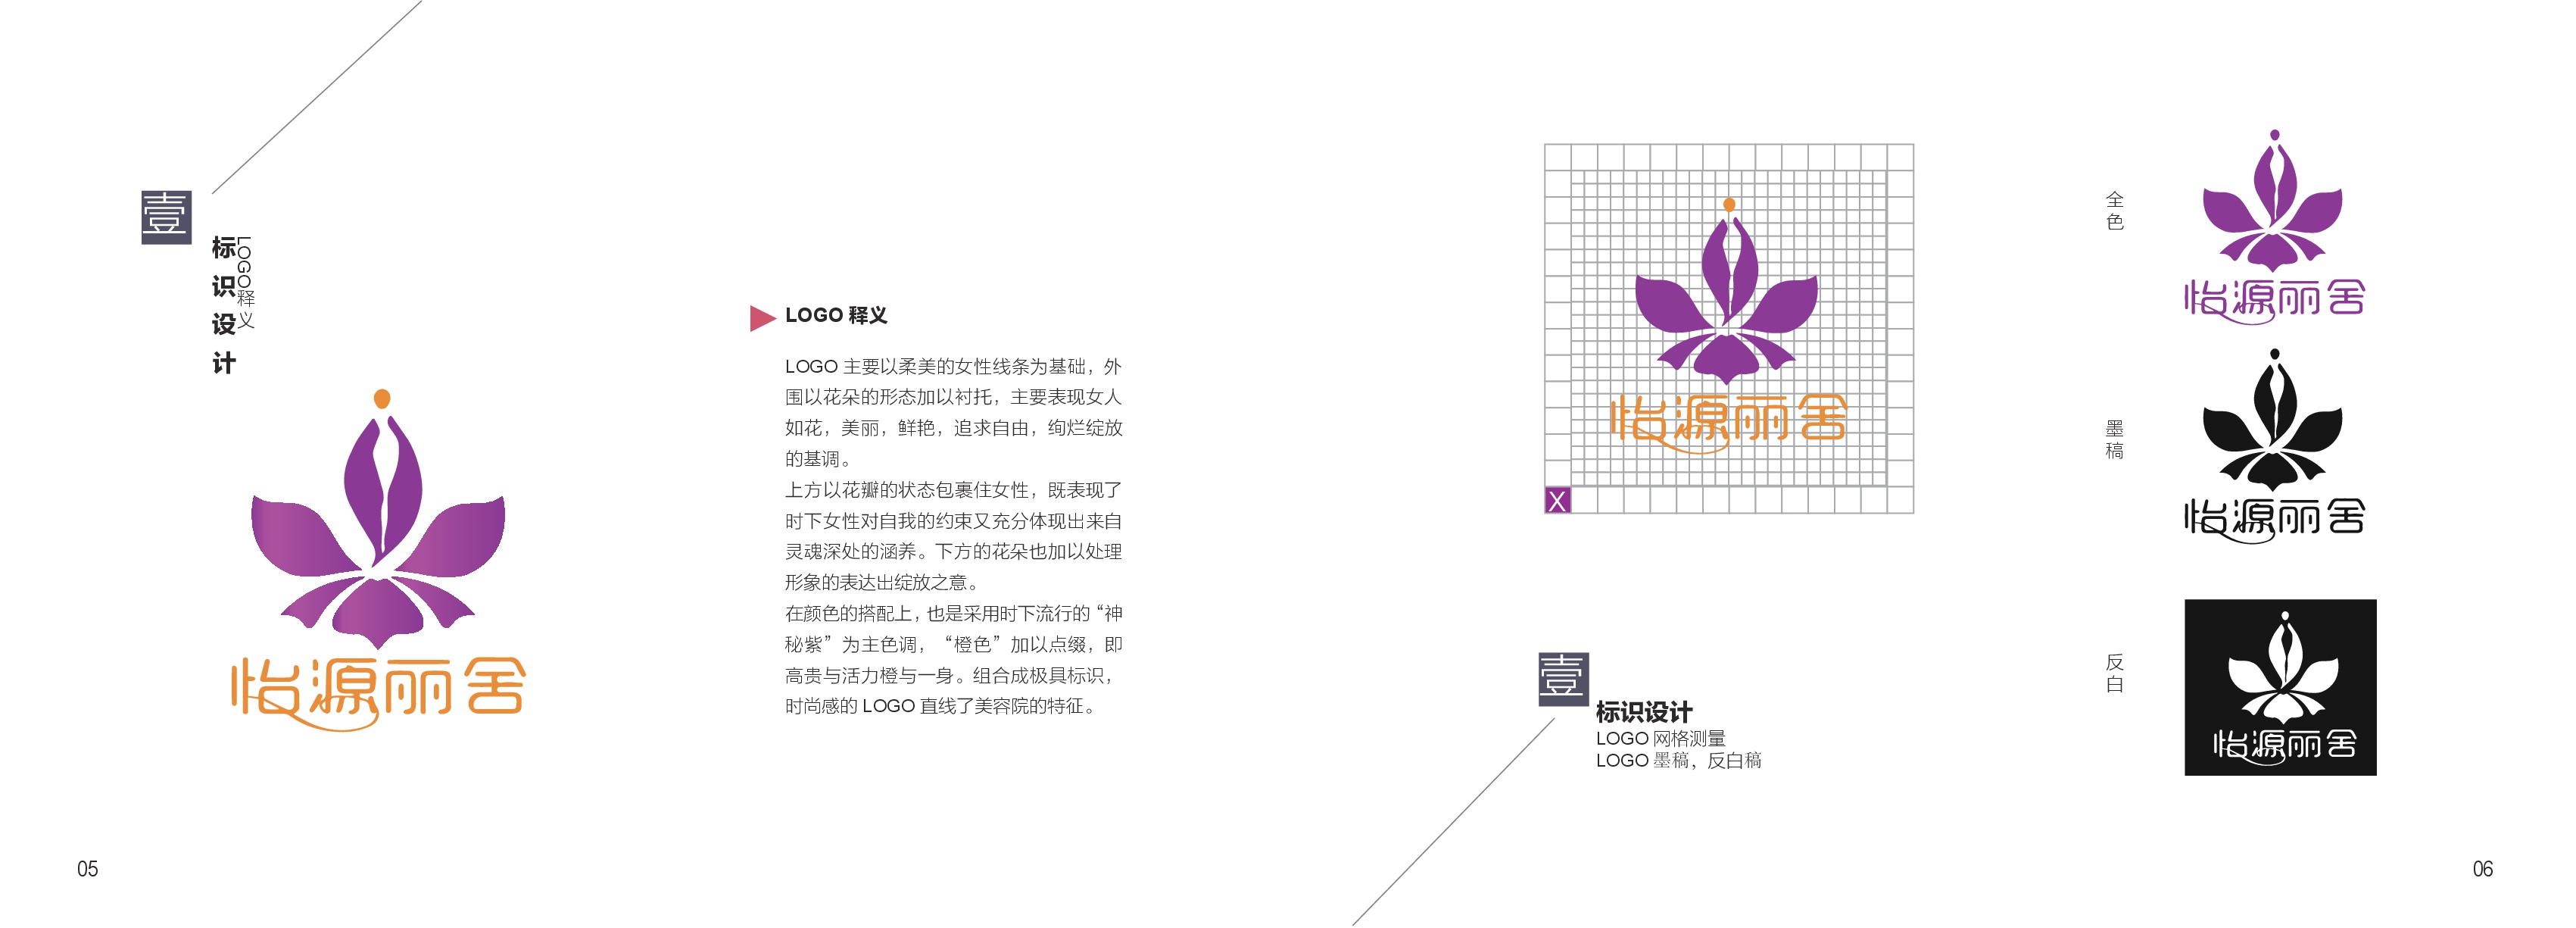 壹
标识设计
LOGO释义
怡源丽舍
LOGO 释义
LOGO 主要以柔美的女性线条为基础，外
围以花朵的形态加以衬托，主要表现女人
如花，美丽，鲜艳，追求自由，绚烂绽放
的基调。
上方以花瓣的状态包裹住女性，既表现了
时下女性对自我的约束又充分体现出来自
灵魂深处的涵养。下方的花朵也加以处理
形象的表达出绽放之意。
在颜色的搭配上，也是采用时下流行的“神
秘紫”为主色调，“橙色”加以点缀，即
高贵与活力橙与一身。组合成极具标识，
时尚感的 LOGO 直线了美容院的特征。
05
怡源丽舍
X
壹
标识设计
LOGO 网格测量
LOGO 墨稿，反白稿
全色
怡源丽舍
墨稿
怡源丽舍
反白
怡源丽舍
06